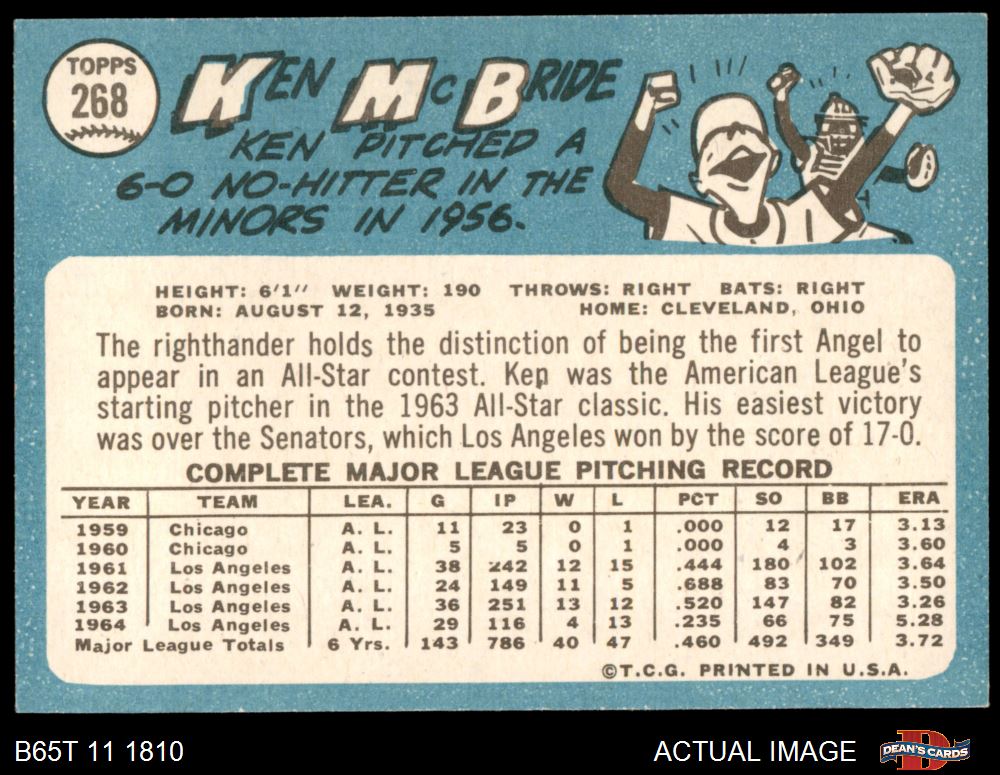 TOPPS
268
KEN McBRIDE
KEN PITCHED A
6-0 NO-HITTER IN THE
MINORS IN 1956.
HEIGHT: 6'1" WEIGHT: 190 THROWS: RIGHT BATS: RIGHT
BORN: AUGUST 12, 1935 HOME: CLEVELAND, OHIO
The righthander holds the distinction of being the first Angel to
appear in an All-Star contest. Ken was the American League's
starting pitcher in the 1963 All-Star classic. His easiest victory
was over the Senators, which Los Angeles won by the score of 17-0.
COMPLETE MAJOR LEAGUE PITCHING RECORD
YEAR TEAM LEA. G IP W L PCT SO BB ERA
1959 Chicago A. L. 11 23 0 1 .000 12 17 3.13
1960 Chicago A. L. 5 5 0 1 .000 4 3 3.60
1961 Los Angeles A. L. 38 242 12 15 .444 180 102 3.64
1962 Los Angeles A. L. 24 149 11 5 .688 83 70 3.50
1963 Los Angeles A. L. 36 251 13 12 .520 147 82 3.26
1964 Los Angeles A. L. 29 116 4 13 .235 66 75 5.28
Major League Totals 6 Yrs. 143 786 40 47 .460 492 349 3.72
©T.C.G. PRINTED IN U.S.A.
B65T 11 1810 ACTUAL IMAGE DEAN'S CARDS